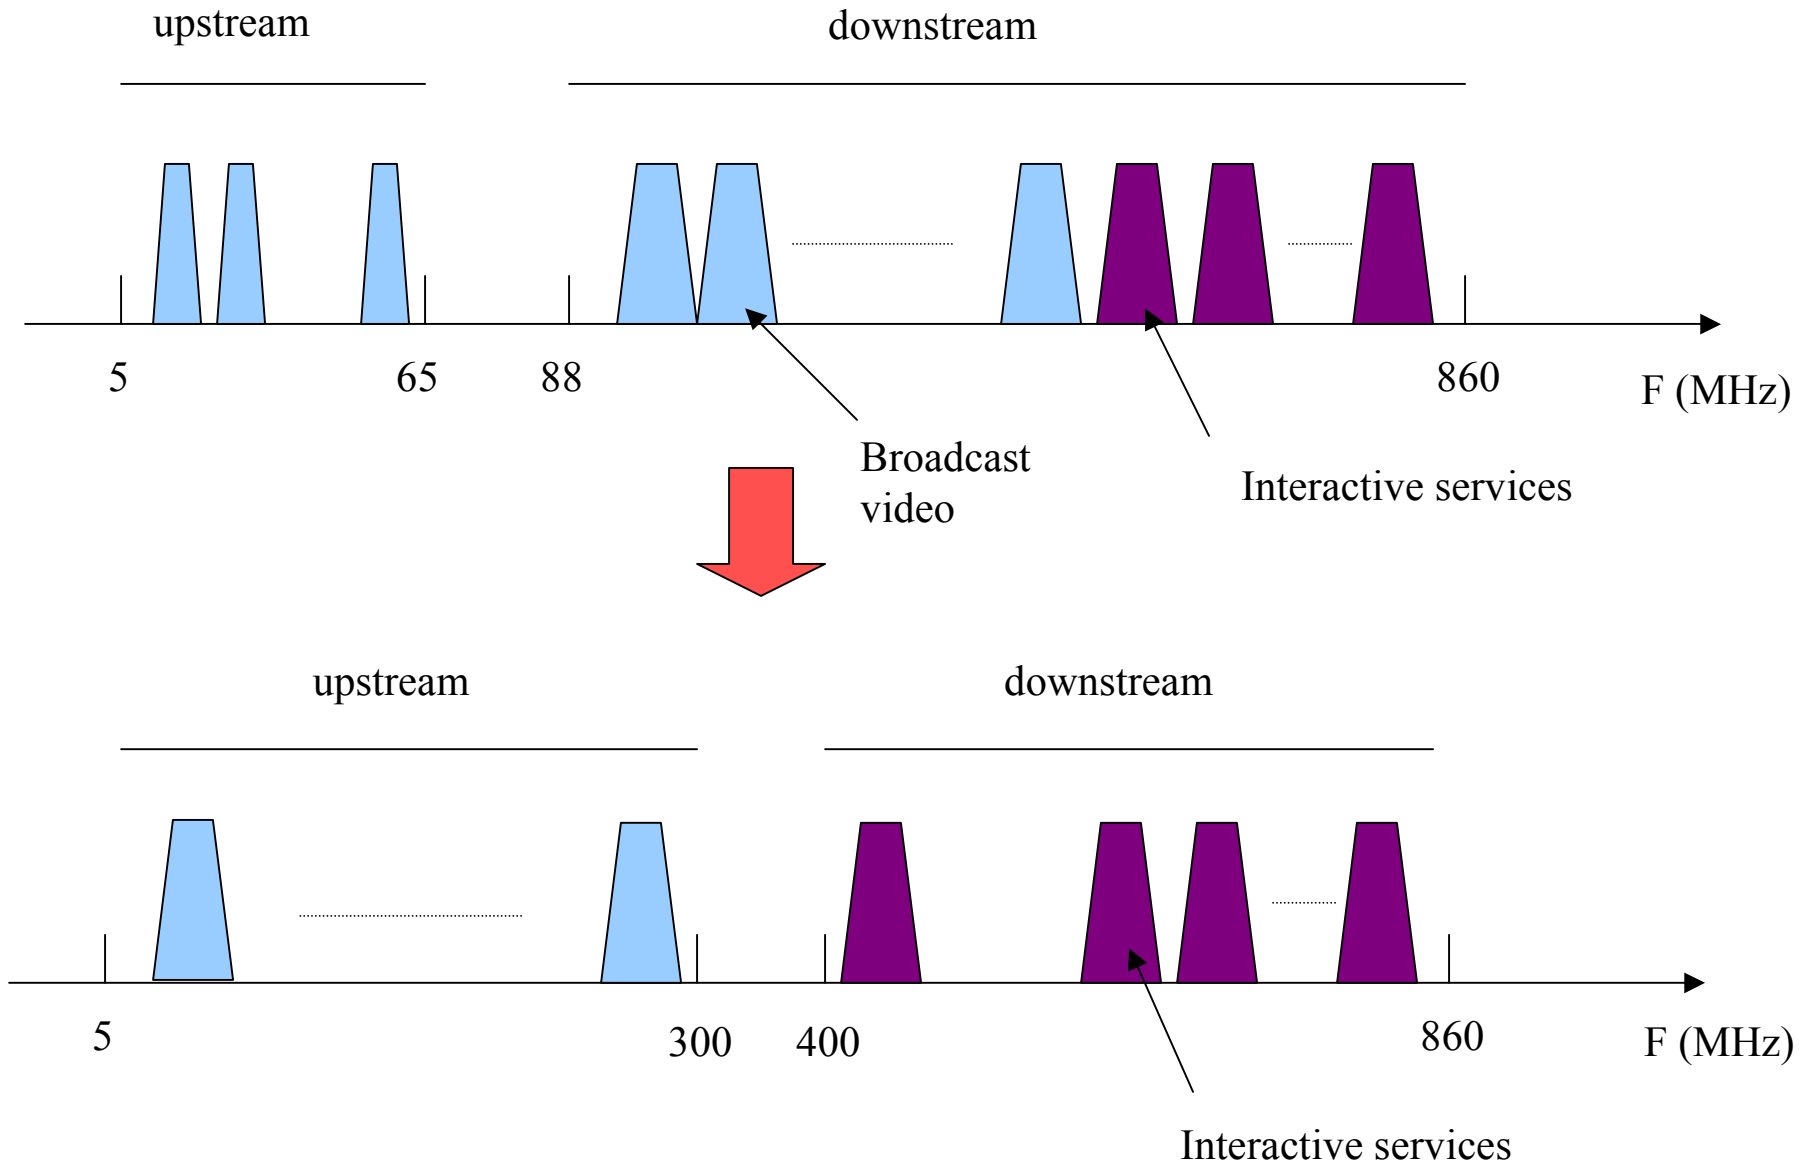 upstream
downstream
5
65
88
860
F (MHz)
Broadcast
video
Interactive services
upstream
downstream
5
300
400
860
F (MHz)
Interactive services